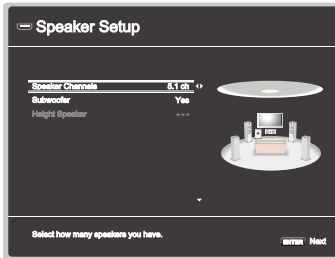 Speaker Setup
Speaker Channels 5.1 ch
Subwoofer Yes
Height Speaker ---
Select how many speakers you have.
ENTER Next